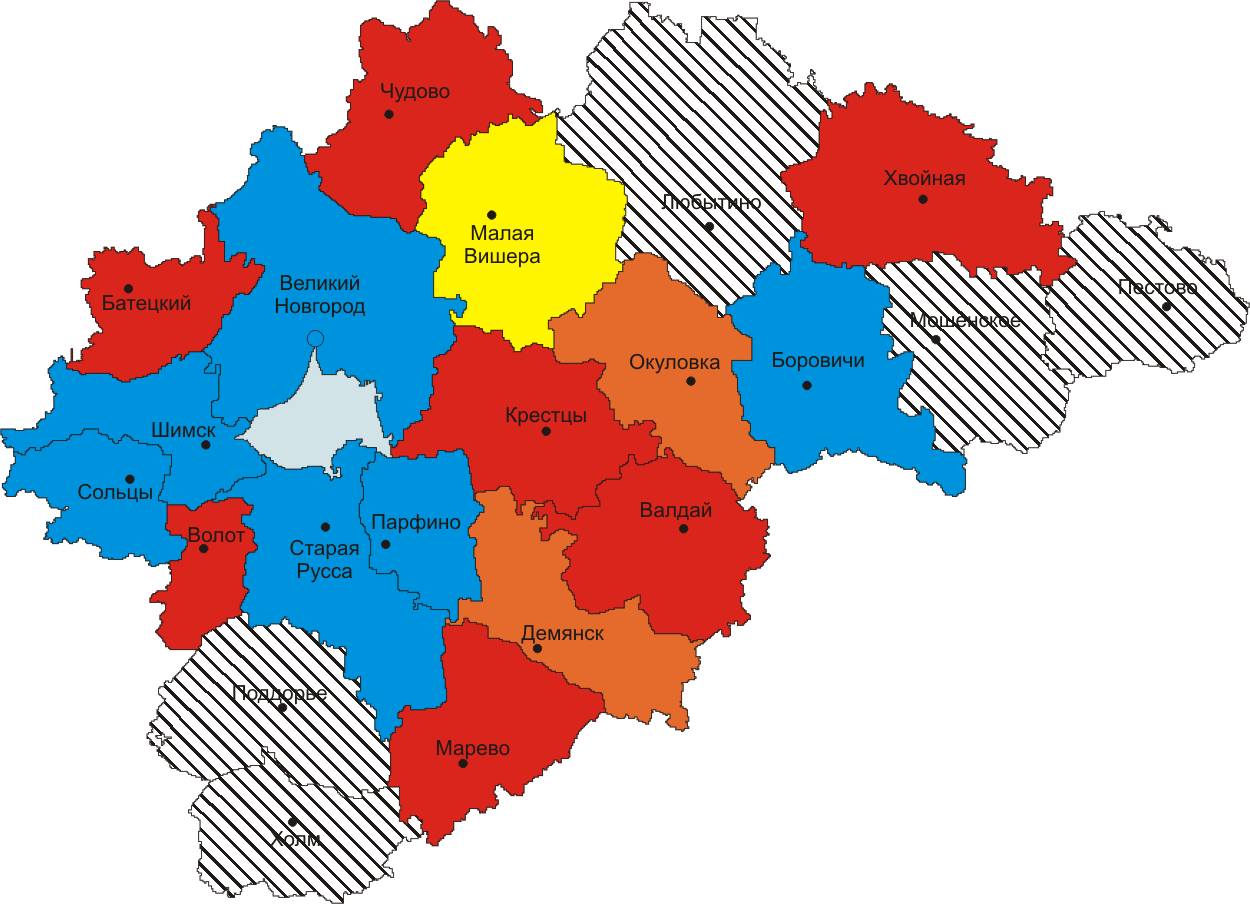 Чудово
Хвойная
Любытино
Малая
Вишера
Великий
Новгород
Батецкий
Пестово
Мошенское
Окуловка
Боровичи
Крестцы
Шимск
Сольцы
Валдай
Парфино
Волот
Старая
Русса
Демянск
Поддорье
Марево
Холм